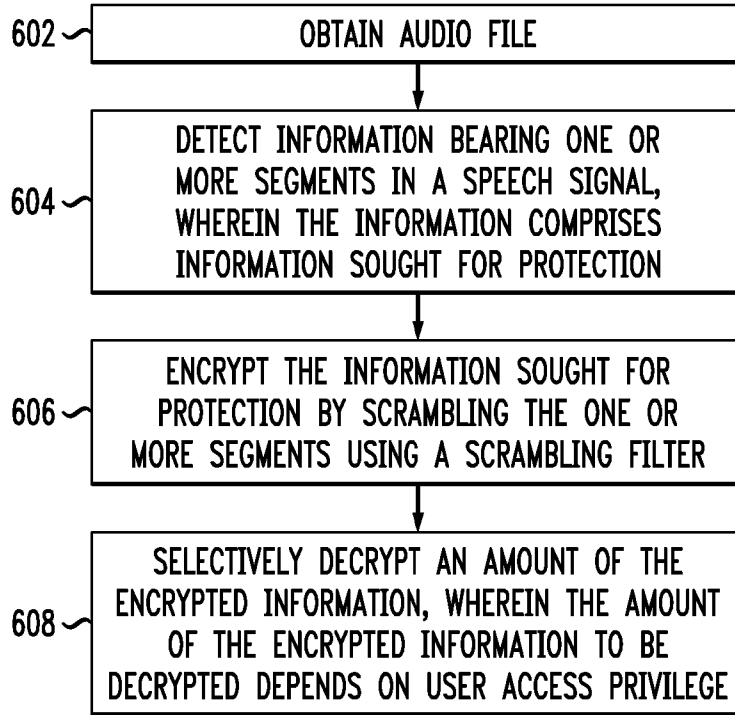 602
OBTAIN AUDIO FILE
604
DETECT INFORMATION BEARING ONE OR
MORE SEGMENTS IN A SPEECH SIGNAL,
WHEREIN THE INFORMATION COMPRISES
INFORMATION SOUGHT FOR PROTECTION
606
ENCRYPT THE INFORMATION SOUGHT FOR
PROTECTION BY SCRAMBLING THE ONE OR
MORE SEGMENTS USING A SCRAMBLING FILTER
608
SELECTIVELY DECRYPT AN AMOUNT OF THE
ENCRYPTED INFORMATION, WHEREIN THE AMOUNT
OF THE ENCRYPTED INFORMATION TO BE
DECRYPTED DEPENDS ON USER ACCESS PRIVILEGE